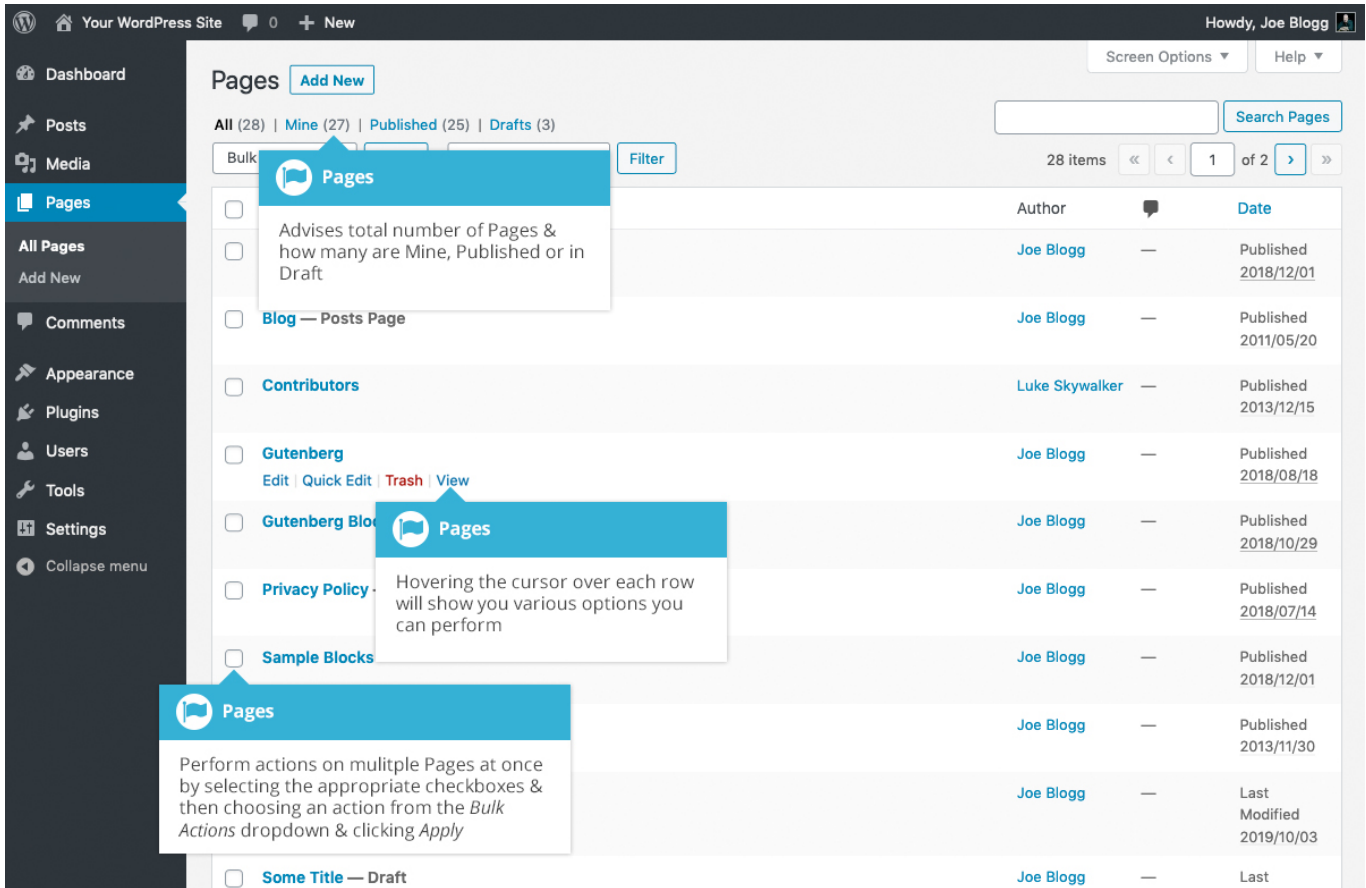 Your WordPress Site 0 + New Howdy, Joe Blogg
Screen Options ▼ Help ▼
Dashboard
Posts
Media
Pages
All Pages
Add New
Comments
Appearance
Plugins
Users
Tools
Settings
Collapse menu
Pages Add New
All (28) | Mine (27) | Published (25) | Drafts (3)
Search Pages
Bulk
Filter
28 items « ‹ 1 of 2 › »
Pages
Advises total number of Pages &
how many are Mine, Published or in
Draft
Author Date
Joe Blogg — Published
2018/12/01
Blog — Posts Page Joe Blogg — Published
2011/05/20
Contributors Luke Skywalker — Published
2013/12/15
Gutenberg Joe Blogg — Published
Edit | Quick Edit | Trash | View 2018/08/18
Gutenberg Joe Blogg — Published
2018/10/29
Pages
Hovering the cursor over each row
will show you various options you
can perform
Privacy Policy Joe Blogg — Published
2018/07/14
Sample Blocks Joe Blogg — Published
2018/12/01
Pages
Perform actions on mulitple Pages at once
by selecting the appropriate checkboxes &
then choosing an action from the Bulk
Actions dropdown & clicking Apply
Joe Blogg — Published
2013/11/30
Joe Blogg — Last
Modified
2019/10/03
Some Title — Draft Joe Blogg — Last